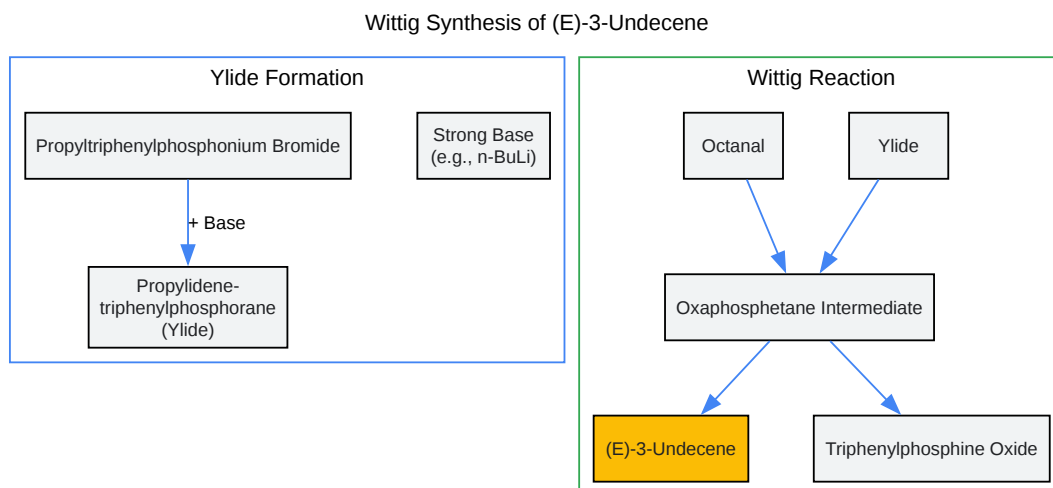 Wittig Synthesis of (E)-3-Undecene
Ylide Formation
Propyltriphenylphosphonium Bromide
Strong Base
(e.g., n-BuLi)
+ Base
Propylidene-
triphenylphosphorane
(Ylide)
Wittig Reaction
Octanal
Ylide
Oxaphosphetane Intermediate
(E)-3-Undecene
Triphenylphosphine Oxide